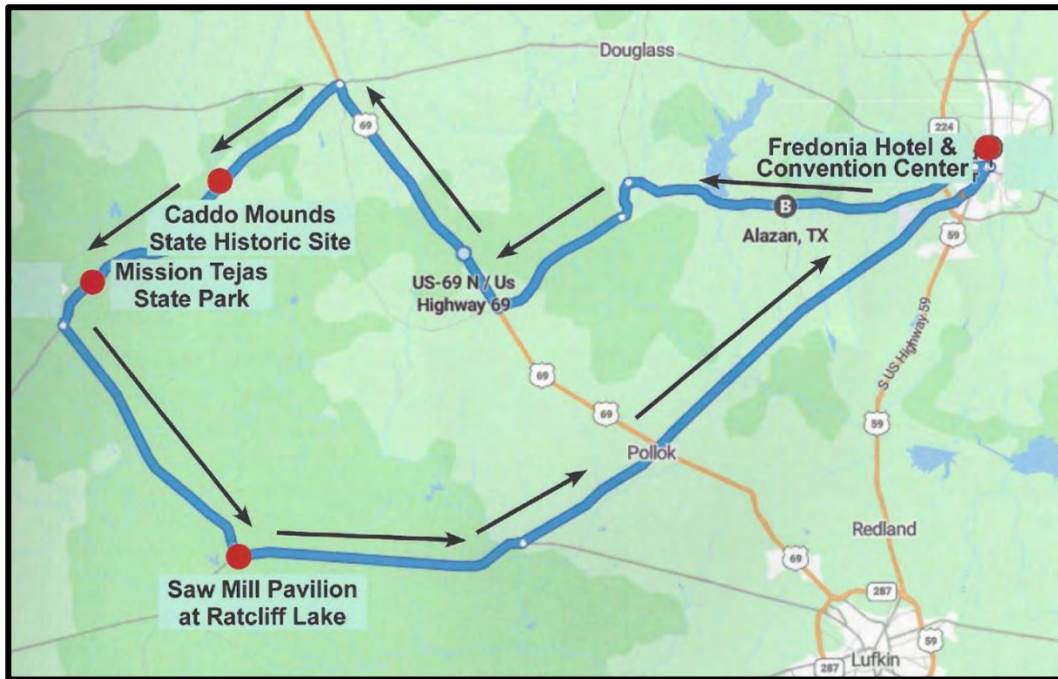 Douglass
69
224
Fredonia Hotel &
Convention Center
Caddo Mounds
State Historic Site
B
Alazan, TX
59
Mission Tejas
State Park
US-69 N / Us
Highway 69
S US Highway 59
69
69
59
Pollok
Redland
69
287
Saw Mill Pavilion
at Ratcliff Lake
59
Lufkin
287